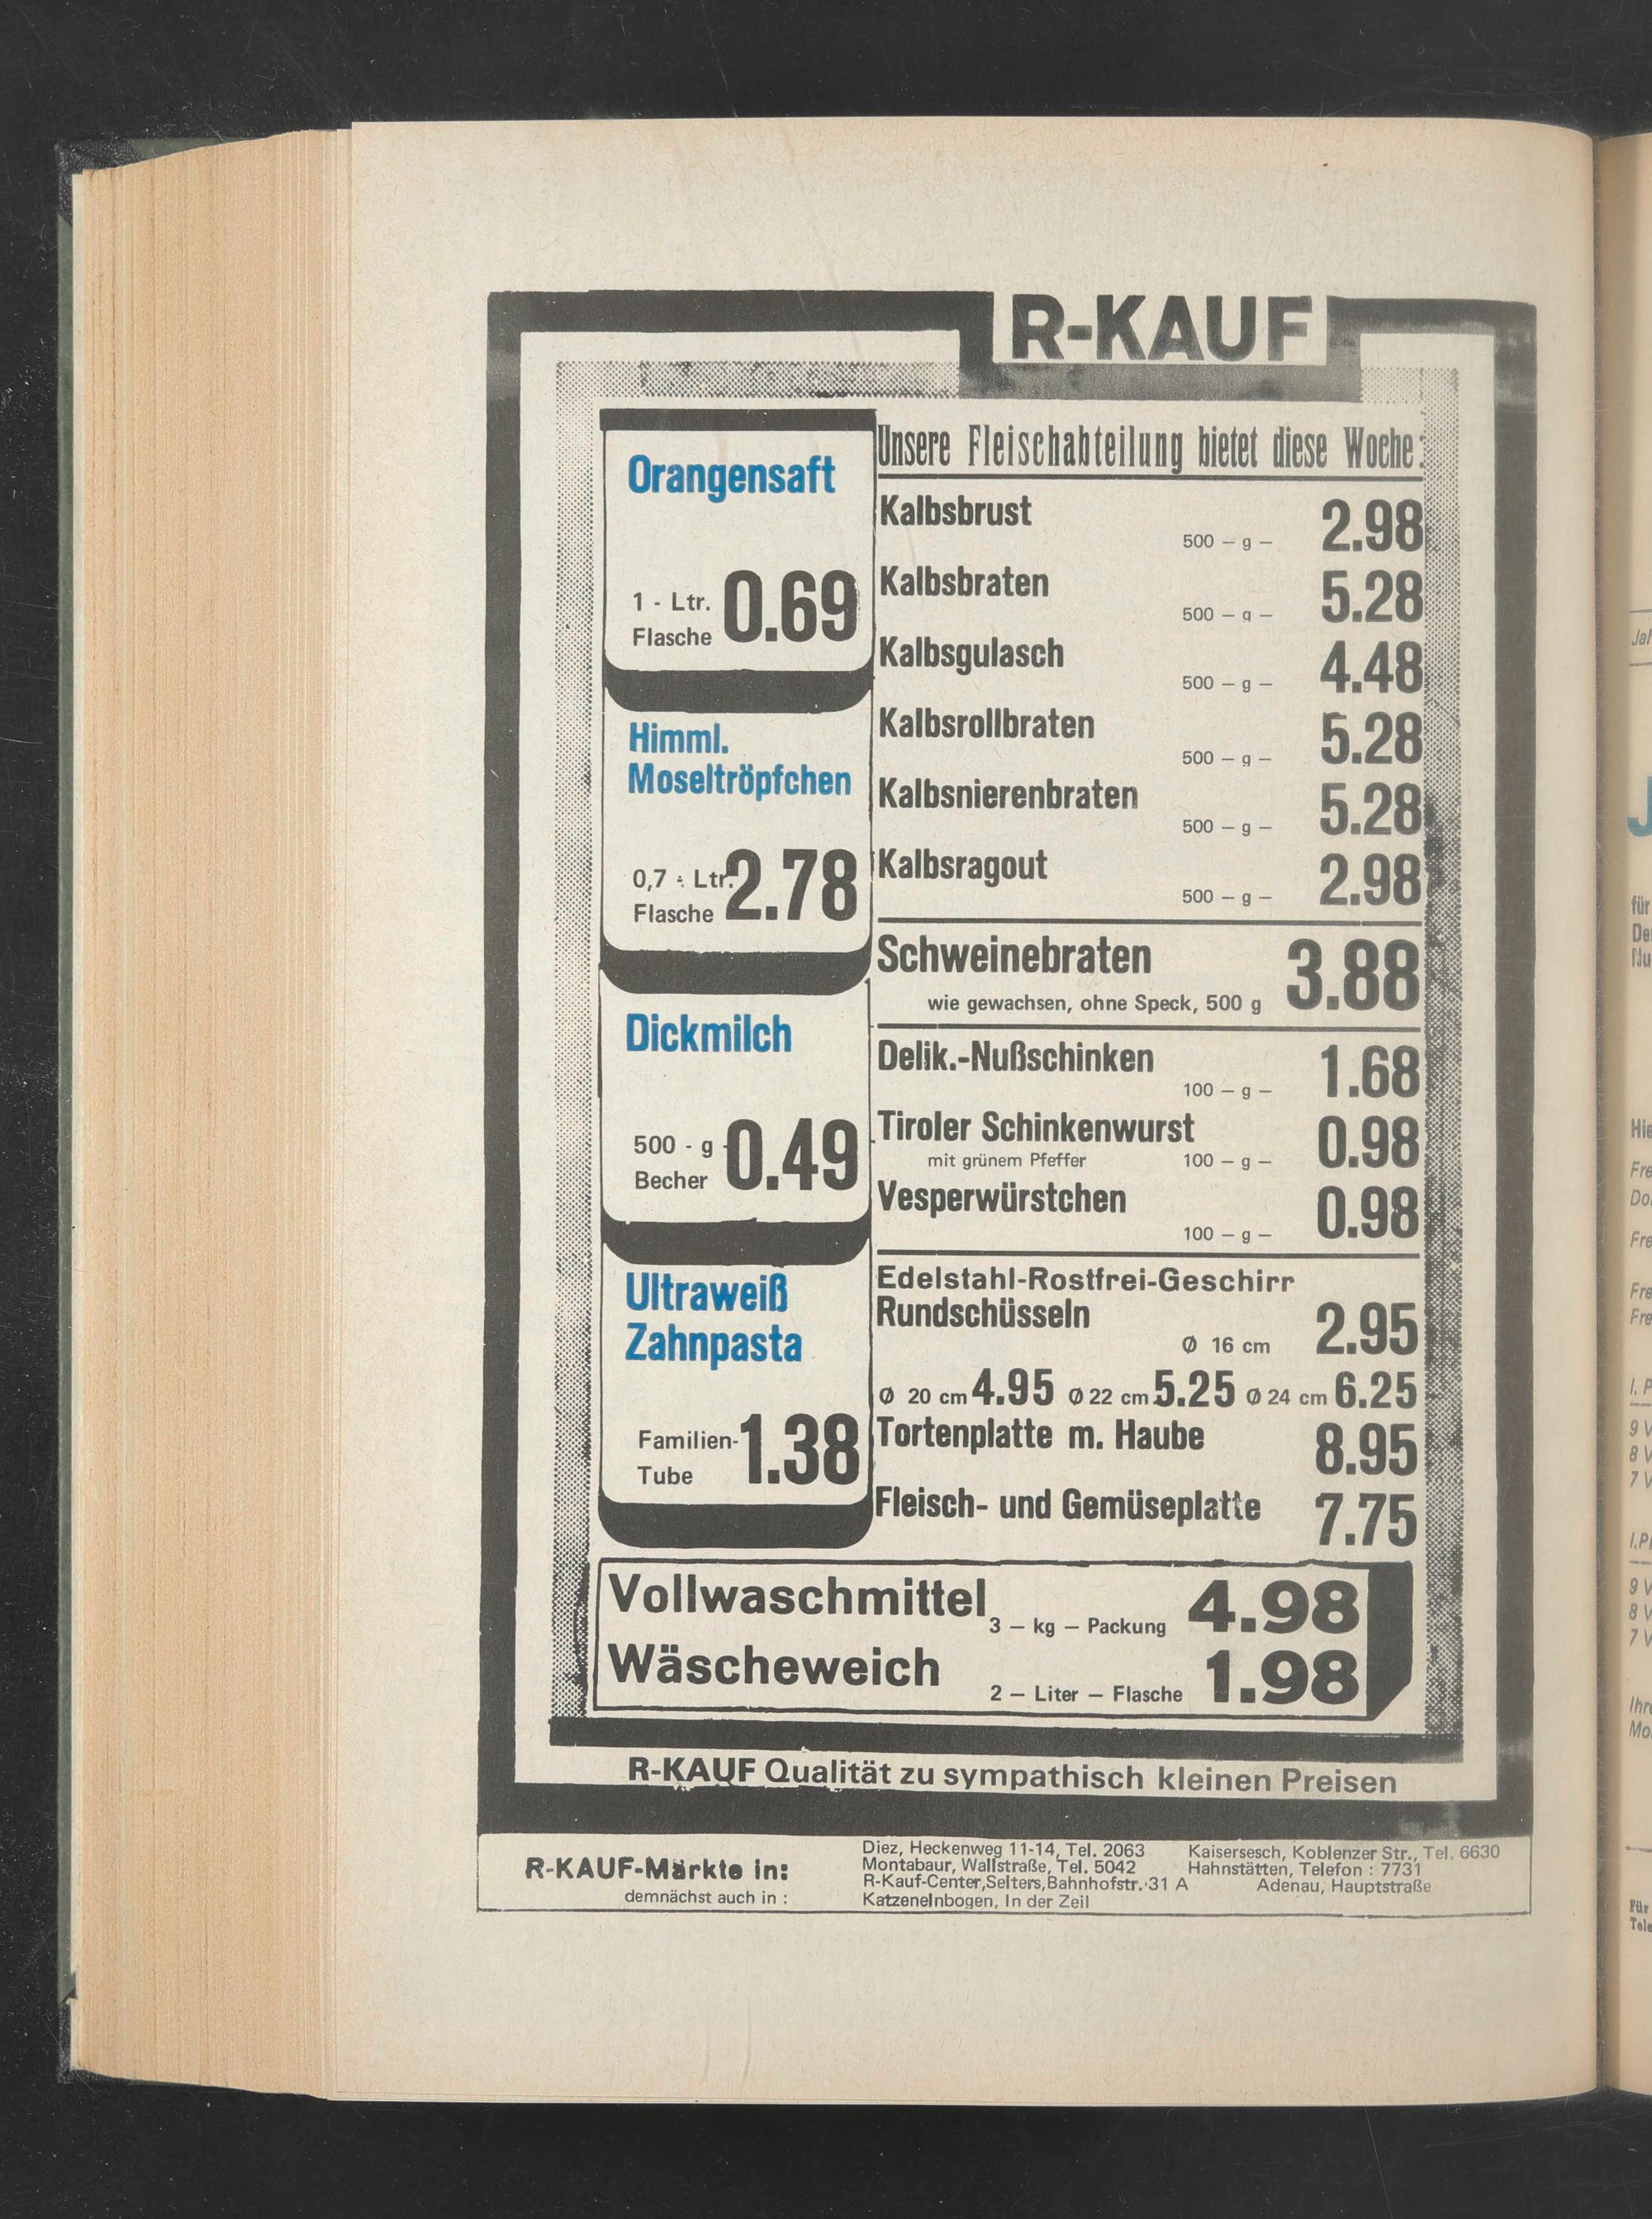 R-KAUF
Orangensaft
1 - Ltr.
Flasche 0.69
Himml.
Moseltröpfchen
0,7 - Ltr. 2.78
Flasche
Dickmilch
500 - g - 0.49
Becher
Ultraweiß
Zahnpasta
Familien- 1.38
Tube
Unsere Fleischabteilung bietet diese Woche:
Kalbsbrust
500 – g – 2.98
Kalbsbraten
500 – g – 5.28
Kalbsgulasch
500 – g – 4.48
Kalbsrollbraten
500 – g – 5.28
Kalbsnierenbraten
500 – g – 5.28
Kalbsragout
500 – g – 2.98
Schweinebraten 3.88
wie gewachsen, ohne Speck, 500 g
Delik.-Nußschinken
100 – g – 1.68
Tiroler Schinkenwurst 0.98
mit grünem Pfeffer 100 – g –
Vesperwürstchen
100 – g – 0.98
Edelstahl-Rostfrei-Geschirr
Rundschüsseln
Ø 16 cm 2.95
Ø 20 cm 4.95 Ø 22 cm 5.25 Ø 24 cm 6.25
Tortenplatte m. Haube 8.95
Fleisch- und Gemüseplatte 7.75
Vollwaschmittel 3 – kg – Packung 4.98
Wäscheweich 2 – Liter – Flasche 1.98
R-KAUF Qualität zu sympathisch kleinen Preisen
R-KAUF-Märkte in:
demnächst auch in :
Diez, Heckenweg 11-14, Tel. 2063
Montabaur, Wallstraße, Tel. 5042
R-Kauf-Center,Selters,Bahnhofstr. 31 A
Katzenelnbogen, In der Zeil
Kaisersesch, Koblenzer Str., Tel. 6630
Hahnstätten, Telefon : 7731
Adenau, Hauptstraße